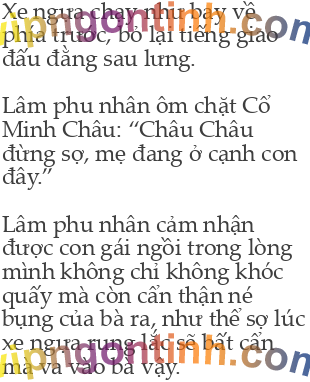 Xe ngựa chạy như bay về
phía trước, bỏ lại tiếng giáo
đấu đằng sau lưng.
Lâm phu nhân ôm chặt Cổ
Minh Châu: “Châu Châu
đừng sợ, mẹ đang ở cạnh con
đây.”
Lâm phu nhân cảm nhận
được con gái ngồi trong lòng
mình không chỉ không khóc
quấy mà còn cẩn thận né
bụng của bà ra, như thể sợ lúc
xe ngựa rung lắc sẽ bất cẩn
mà va vào bà vậy.
vipngontinh.com
vipngontinh.com